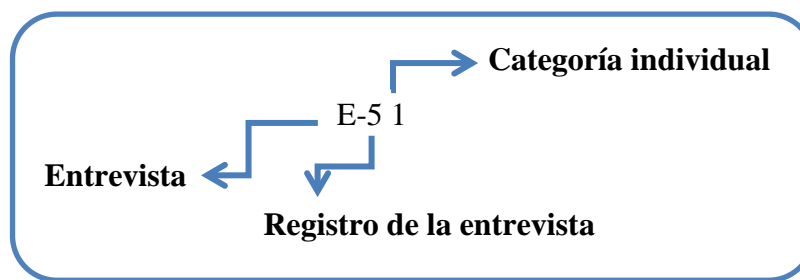 Categoría individual
E-5 1
Entrevista
Registro de la entrevista